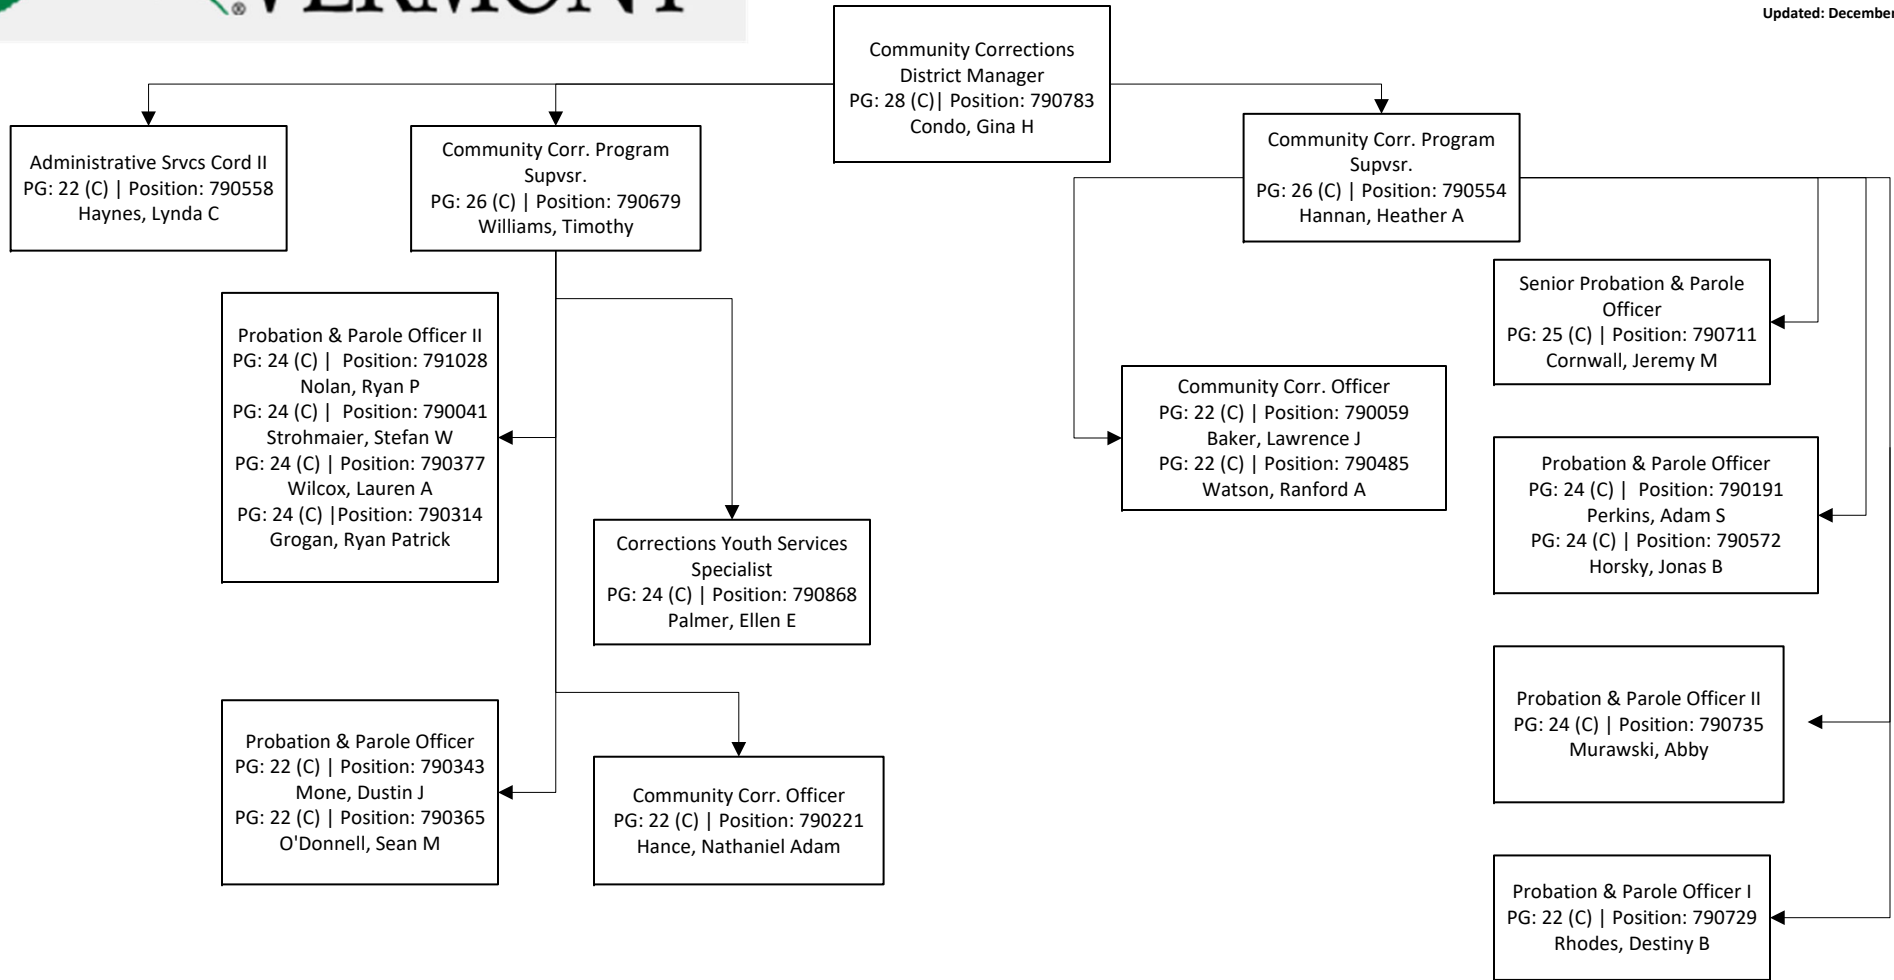 VERMONT
Updated: December
Community Corrections
District Manager
PG: 28 (C)| Position: 790783
Condo, Gina H
Administrative Srvcs Cord II
PG: 22 (C) | Position: 790558
Haynes, Lynda C
Community Corr. Program
Supvsr.
PG: 26 (C) | Position: 790679
Williams, Timothy
Community Corr. Program
Supvsr.
PG: 26 (C) | Position: 790554
Hannan, Heather A
Probation & Parole Officer II
PG: 24 (C) | Position: 791028
Nolan, Ryan P
PG: 24 (C) | Position: 790041
Strohmaier, Stefan W
PG: 24 (C) | Position: 790377
Wilcox, Lauren A
PG: 24 (C) |Position: 790314
Grogan, Ryan Patrick
Corrections Youth Services
Specialist
PG: 24 (C) | Position: 790868
Palmer, Ellen E
Probation & Parole Officer
PG: 22 (C) | Position: 790343
Mone, Dustin J
PG: 22 (C) | Position: 790365
O'Donnell, Sean M
Community Corr. Officer
PG: 22 (C) | Position: 790221
Hance, Nathaniel Adam
Community Corr. Officer
PG: 22 (C) | Position: 790059
Baker, Lawrence J
PG: 22 (C) | Position: 790485
Watson, Ranford A
Senior Probation & Parole
Officer
PG: 25 (C) | Position: 790711
Cornwall, Jeremy M
Probation & Parole Officer
PG: 24 (C) | Position: 790191
Perkins, Adam S
PG: 24 (C) | Position: 790572
Horsky, Jonas B
Probation & Parole Officer II
PG: 24 (C) | Position: 790735
Murawski, Abby
Probation & Parole Officer I
PG: 22 (C) | Position: 790729
Rhodes, Destiny B